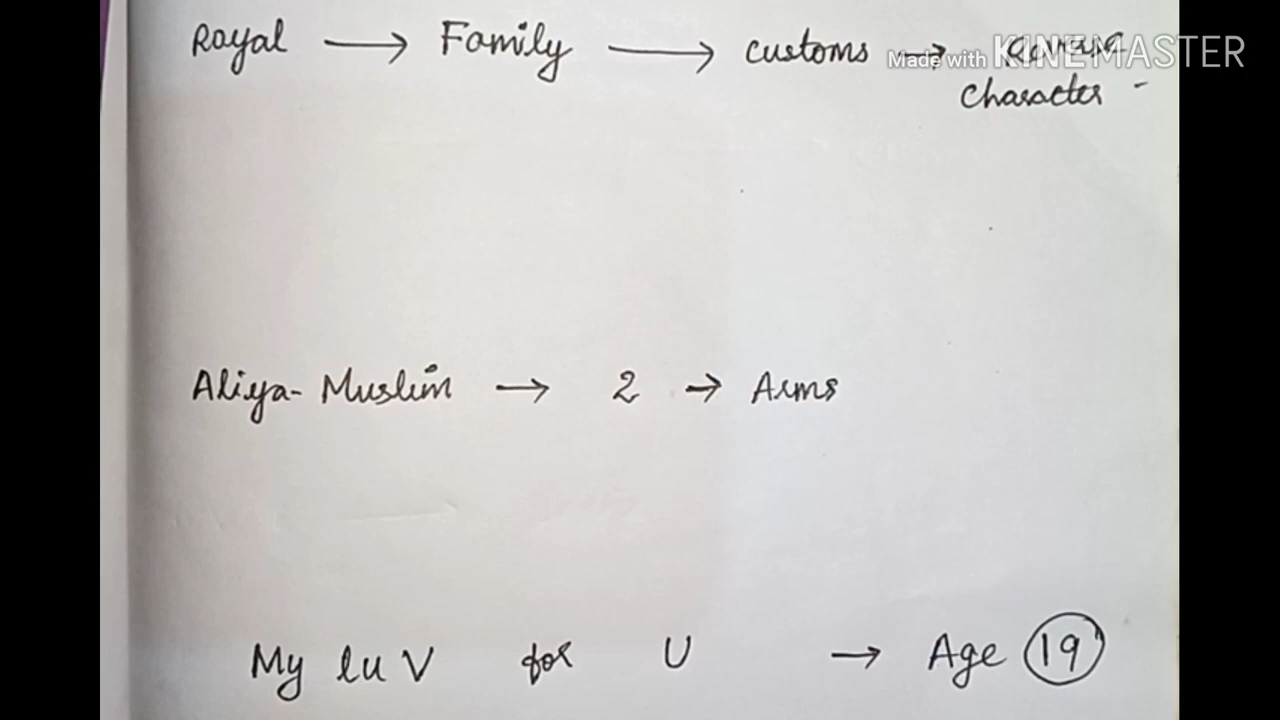 Royal → Family → customs →
Made with KINEMASTER
character -
Aliya- Muslim → 2 → Arms
My luV for U → Age 19